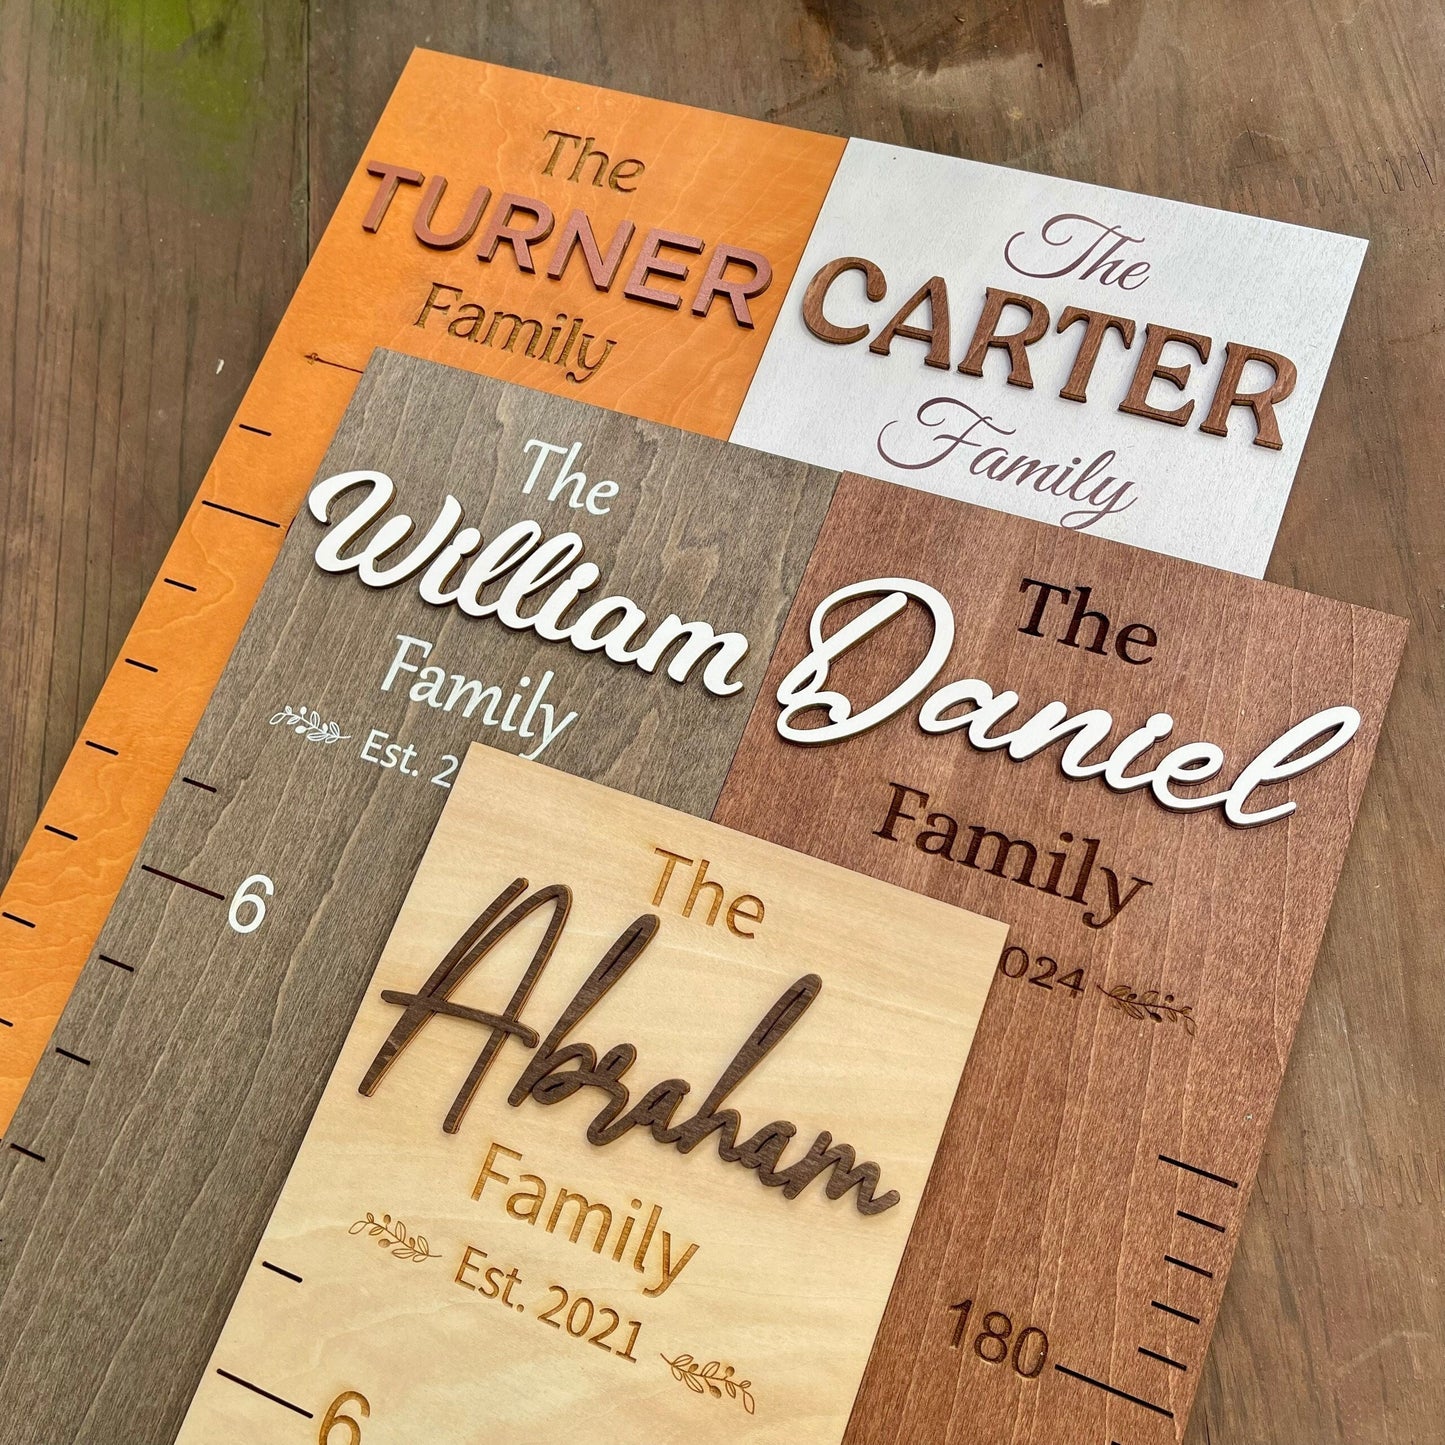 The
TURNER
Family
The
CARTER
Family
The
William
Family
Est. 2
6
The
Daniel
Family
024
180
The
Abraham
Family
Est. 2021
6